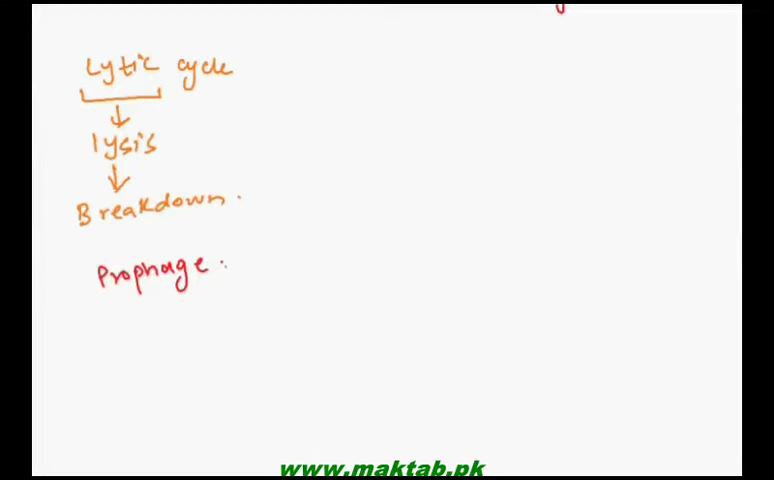 Lytic cycle
lysis
Breakdown.
Prophage:
www.maktab.pk